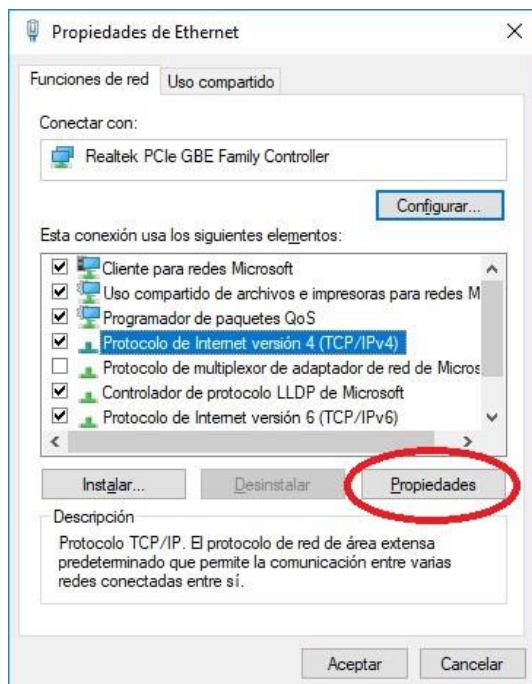 Propiedades de Ethernet
Funciones de red
Uso compartido
Conectar con:
Realtek PCIe GBE Family Controller
Configurar...
Esta conexión usa los siguientes elementos:
Cliente para redes Microsoft
Uso compartido de archivos e impresoras para redes M
Programador de paquetes QoS
Protocolo de Internet versión 4 (TCP/IPv4)
Protocolo de multiplexor de adaptador de red de Micros
Controlador de protocolo LLDP de Microsoft
Protocolo de Internet versión 6 (TCP/IPv6)
Instalar...
Desinstalar
Propiedades
Descripción
Protocolo TCP/IP. El protocolo de red de área extensa
predeterminado que permite la comunicación entre varias
redes conectadas entre sí.
Aceptar
Cancelar